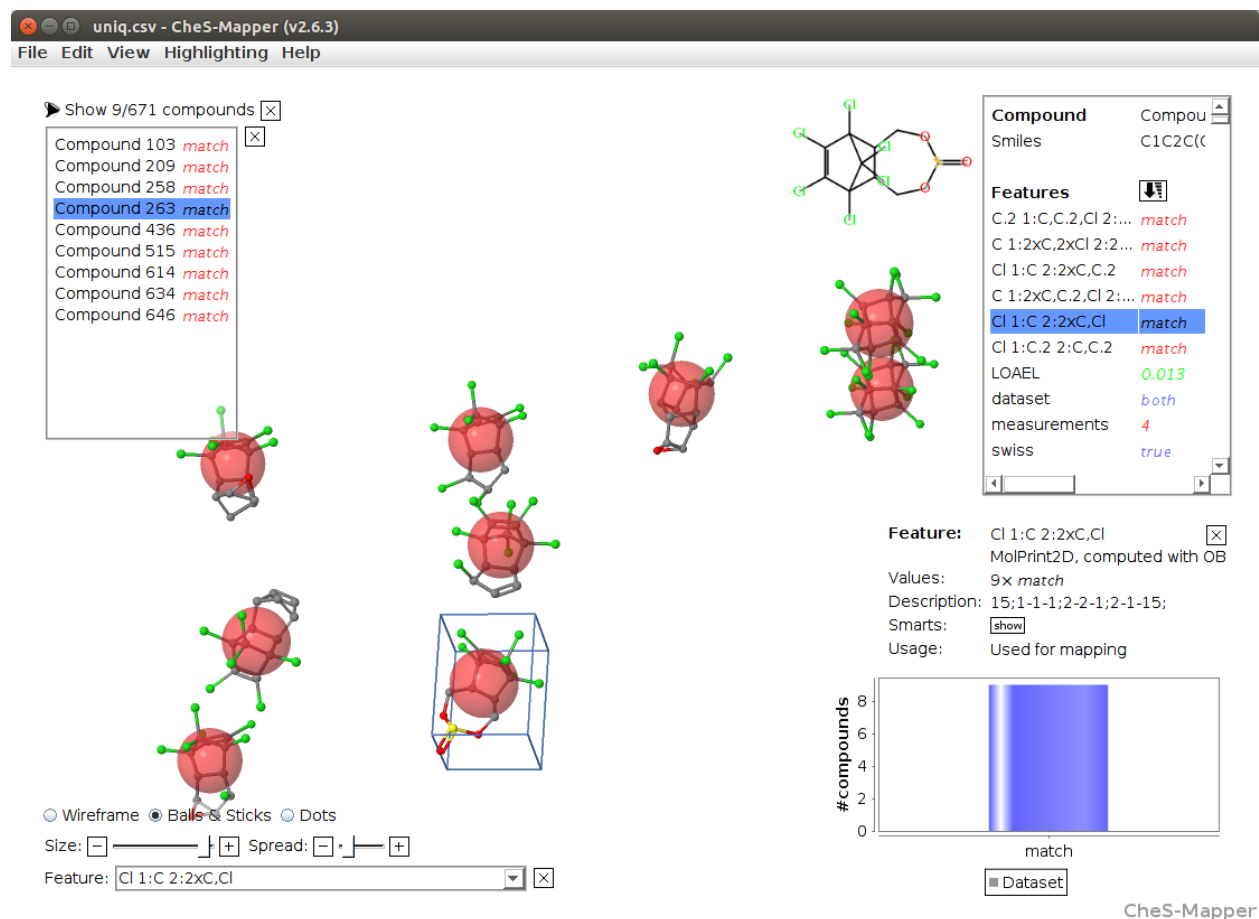 uniq.csv - CheS-Mapper (v2.6.3)
File Edit View Highlighting Help
Show 9/671 compounds
Compound 103 match
Compound 209 match
Compound 258 match
Compound 263 match
Compound 436 match
Compound 515 match
Compound 614 match
Compound 634 match
Compound 646 match
Cl
Cl
Cl
Cl
Cl
Cl
O
S
O
O
Compound Compou
Smiles C1C2C((
Features
C.2 1:C,C.2,Cl 2:... match
C 1:2xC,2xCl 2:2... match
Cl 1:C 2:2xC,C.2 match
C 1:2xC,C.2,Cl 2:... match
Cl 1:C 2:2xC,Cl match
Cl 1:C.2 2:C,C.2 match
LOAEL 0.013
dataset both
measurements 4
swiss true
Feature: Cl 1:C 2:2xC,Cl
MolPrint2D, computed with OB
Values: 9× match
Description: 15;1-1-1;2-2-1;2-1-15;
Smarts: show
Usage: Used for mapping
#compounds
8
6
4
2
0
match
Dataset
Wireframe Balls & Sticks Dots
Size: − + Spread: − +
Feature: Cl 1:C 2:2xC,Cl
CheS-Mapper